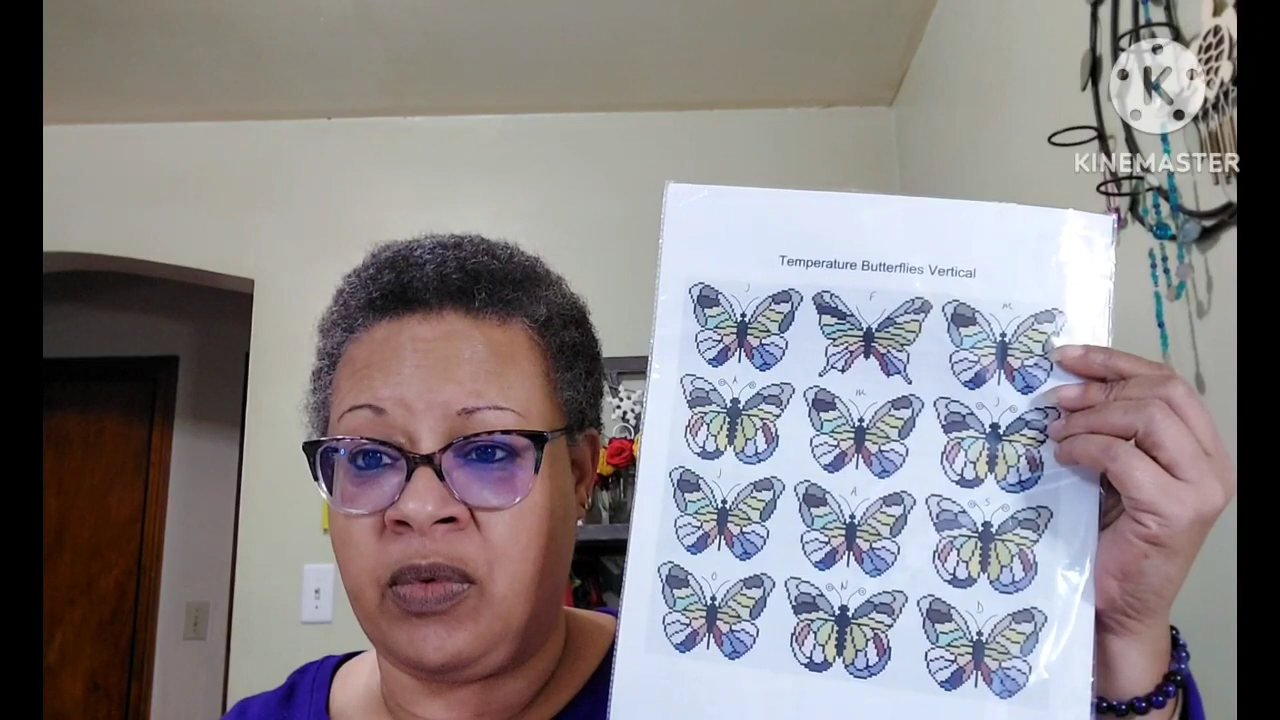 K
KINEMASTER
Temperature Butterflies Vertical
J F M
A M J
J A S
O N D